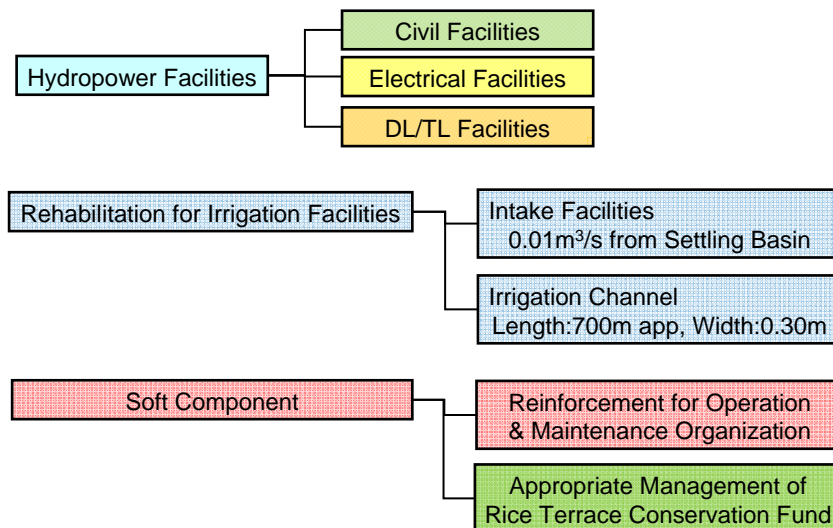 Hydropower Facilities
Civil Facilities
Electrical Facilities
DL/TL Facilities
Rehabilitation for Irrigation Facilities
Intake Facilities
0.01m³/s from Settling Basin
Irrigation Channel
Length:700m app, Width:0.30m
Soft Component
Reinforcement for Operation
& Maintenance Organization
Appropriate Management of
Rice Terrace Conservation Fund